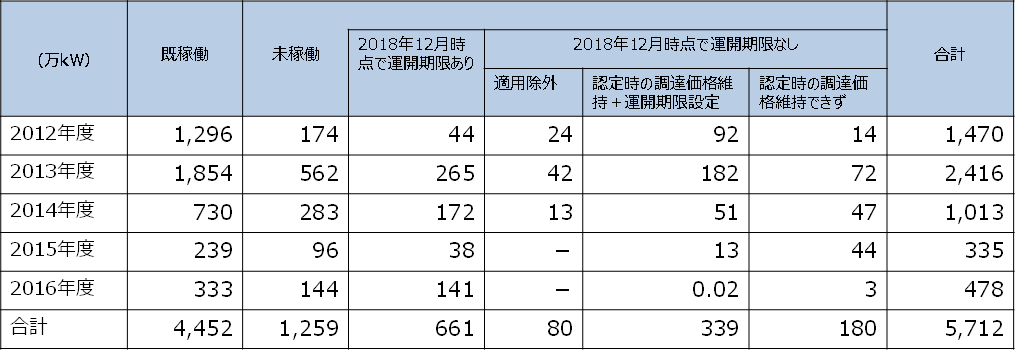 （万kW） 既稼働 未稼働 2018年12月時点で運開期限あり 2018年12月時点で運開期限なし 合計
適用除外 認定時の調達価格維持＋運開期限設定 認定時の調達価格維持できず
2012年度 1,296 174 44 24 92 14 1,470
2013年度 1,854 562 265 42 182 72 2,416
2014年度 730 283 172 13 51 47 1,013
2015年度 239 96 38 － 13 44 335
2016年度 333 144 141 － 0.02 3 478
合計 4,452 1,259 661 80 339 180 5,712